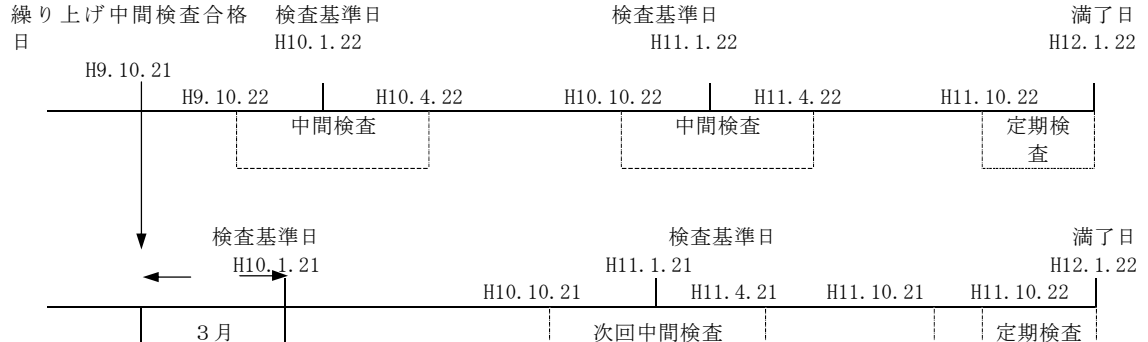 繰り上げ中間検査合格日
検査基準日 検査基準日 満了日
H10.1.22 H11.1.22 H12.1.22
H9.10.21
H9.10.22 H10.4.22 H10.10.22 H11.4.22 H11.10.22
中間検査 中間検査 定期検査
検査基準日 検査基準日 満了日
H10.1.21 H11.1.21 H12.1.22
H10.10.21 H11.4.21 H11.10.21 H11.10.22
3月 次回中間検査 定期検査